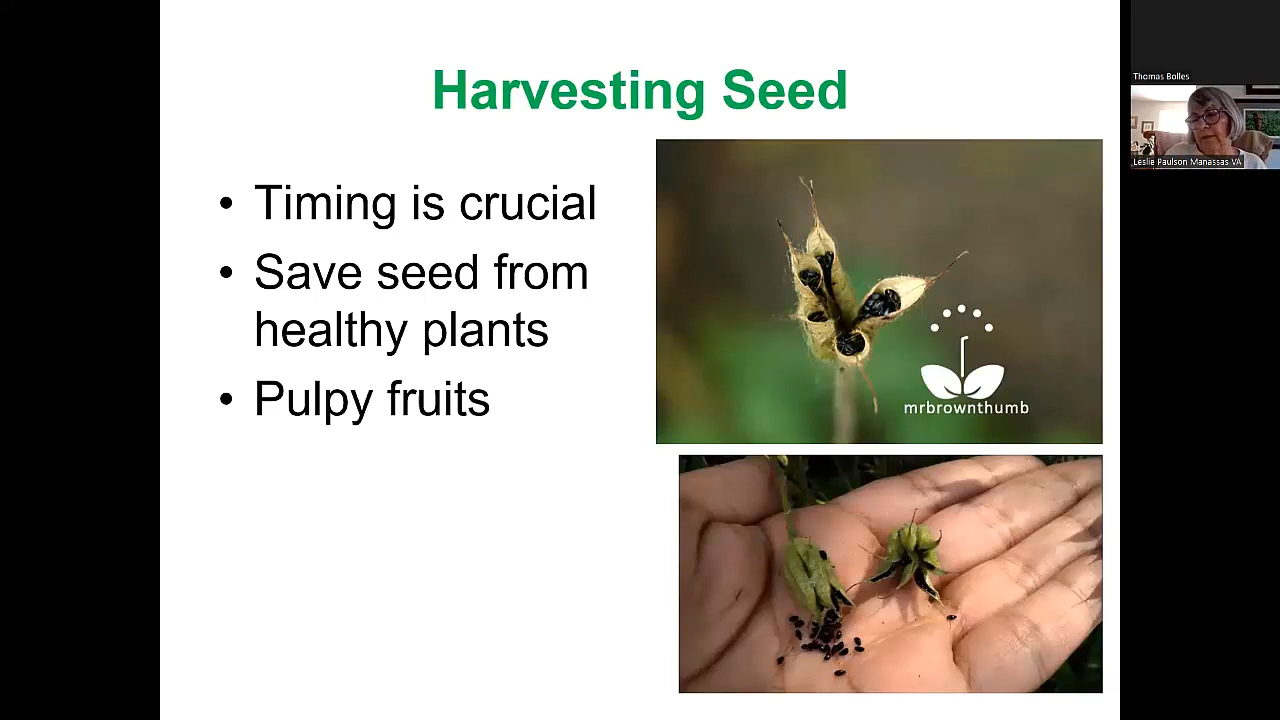 Harvesting Seed
• Timing is crucial
• Save seed from
healthy plants
• Pulpy fruits
mrbrownthumb
Thomas Bolles
Leslie Paulson Manassas VA